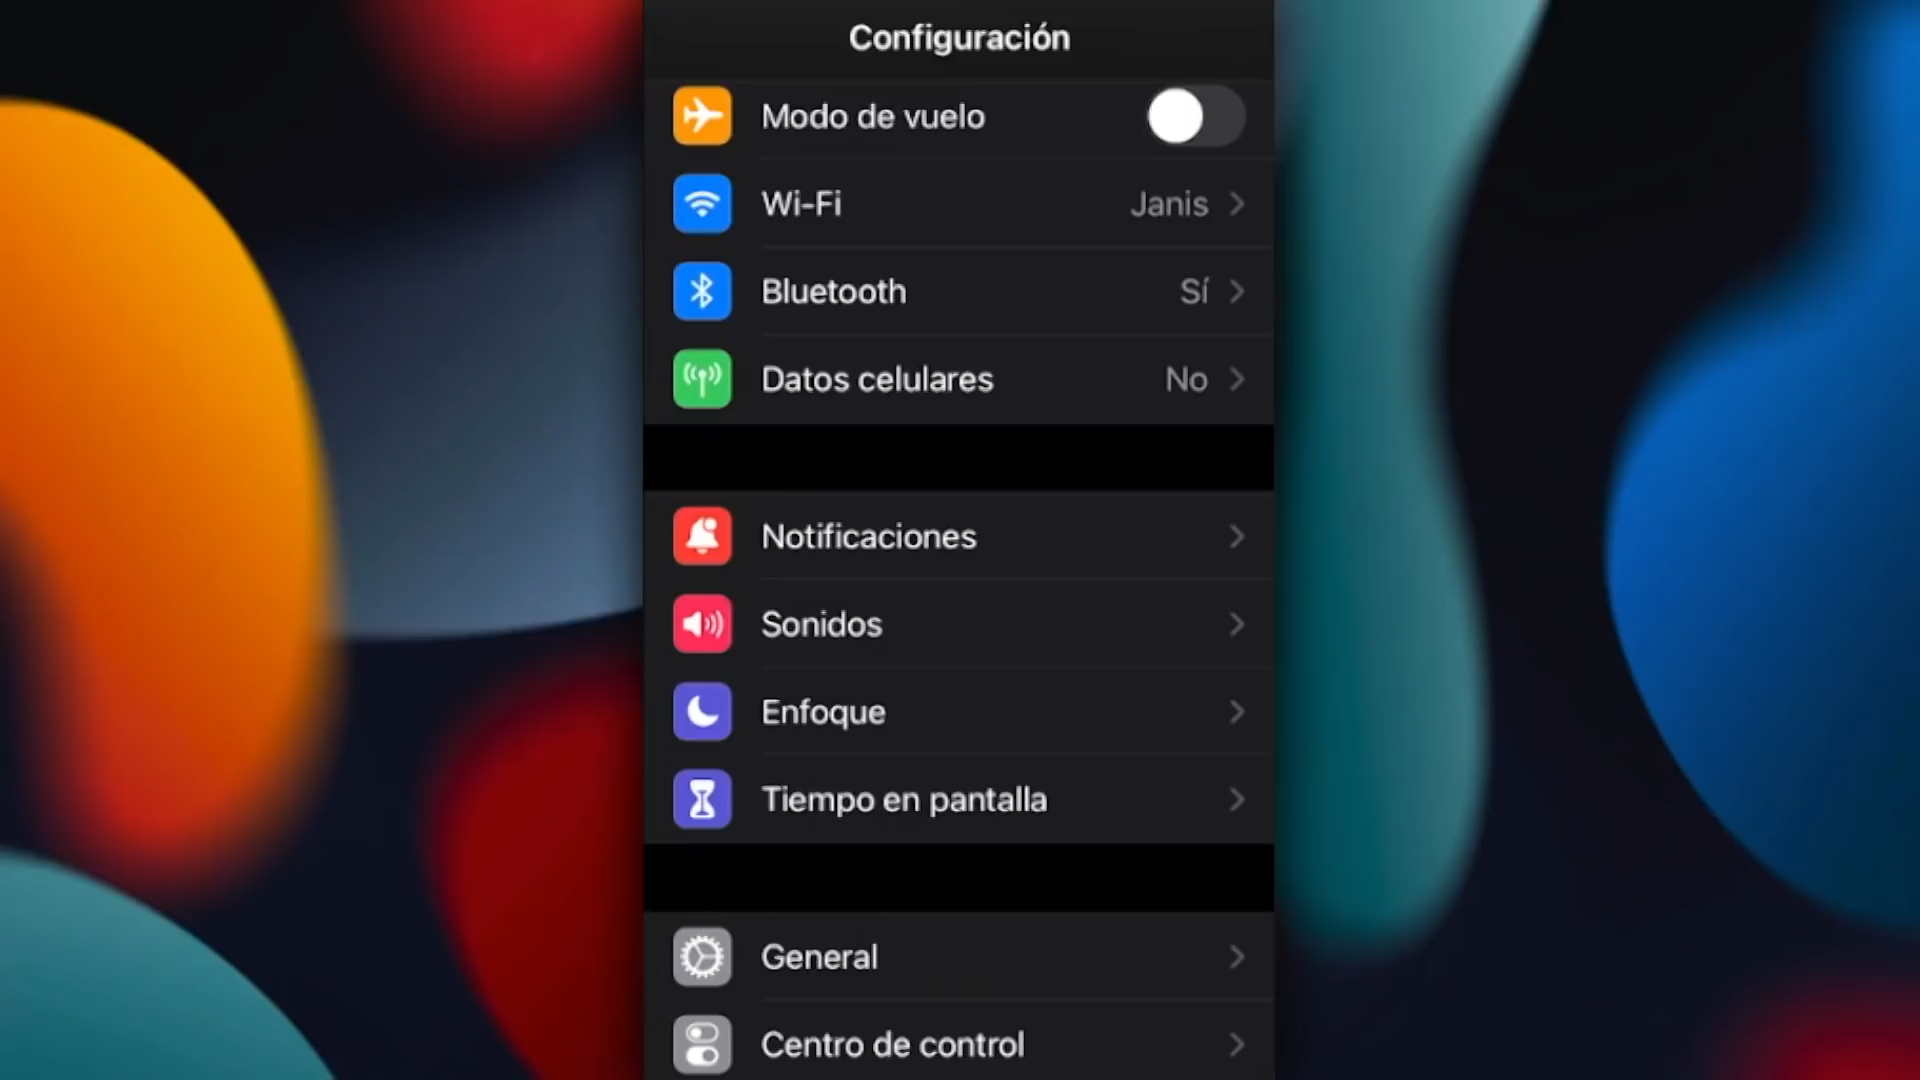 Configuración
Modo de vuelo
Wi-Fi Janis
Bluetooth Sí
Datos celulares No
Notificaciones
Sonidos
Enfoque
Tiempo en pantalla
General
Centro de control